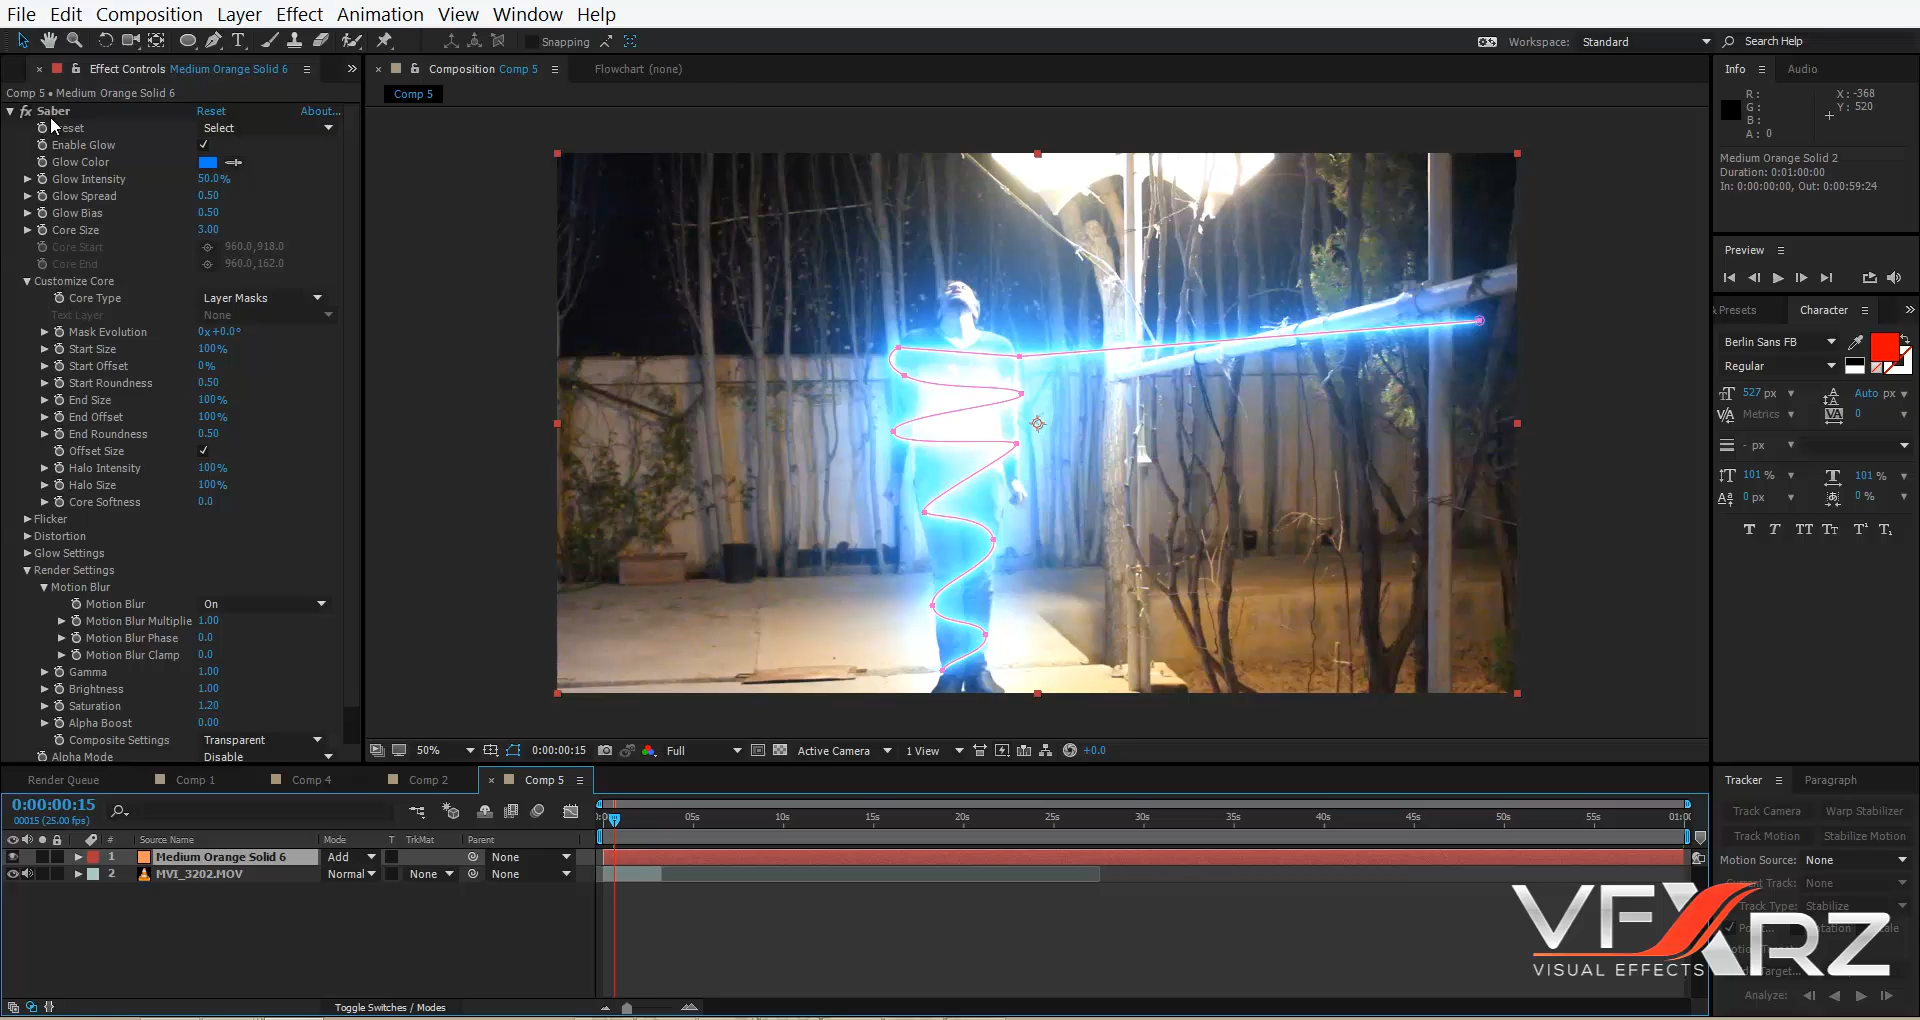 File Edit Composition Layer Effect Animation View Window Help
Snapping
Workspace: Standard
Search Help
Effect Controls Medium Orange Solid 6
Comp 5 • Medium Orange Solid 6
fx Saber Reset About...
Select
Enable Glow
Glow Color
Glow Intensity 50.0%
Glow Spread 0.50
Glow Bias 0.50
Core Size 3.00
Core Start 960.0,918.0
Core End 960.0,162.0
Customize Core
Core Type Layer Masks
Text Layer None
Mask Evolution 0x+0.0°
Start Size 100%
Start Offset 0%
Start Roundness 0.50
End Size 100%
End Offset 100%
End Roundness 0.50
Offset Size
Halo Intensity 100%
Halo Size 100%
Core Softness 0.0
Flicker
Distortion
Glow Settings
Render Settings
Motion Blur
Motion Blur On
Motion Blur Multiplie 1.00
Motion Blur Phase 0.0
Motion Blur Clamp 0.0
Gamma 1.00
Brightness 1.00
Saturation 1.20
Alpha Boost 0.00
Composite Settings Transparent
Alpha Mode Disable
Composition Comp 5
Flowchart (none)
Comp 5
50%
0:00:00:15
Full
Active Camera
1 View
+0.0
Info Audio
R: X: -368
G: Y: 520
B:
A: 0
Medium Orange Solid 2
Duration: 0:01:00:00
In: 0:00:00:00, Out: 0:00:59:24
Preview
Presets Character
Berlin Sans FB
Regular
527 px Auto px
Metrics 0
- px
101 % 101 %
0 px 0 %
T T TT Tt T¹ T₁
Render Queue Comp 1 Comp 4 Comp 2 Comp 5
0:00:00:15
00015 (25.00 fps)
05s 10s 15s 20s 25s 30s 35s 40s 45s 50s 55s 01:00
# Source Name Mode T TrkMat Parent
1 Medium Orange Solid 6 Add None
2 MVI_3202.MOV Normal None None
Toggle Switches / Modes
Tracker Paragraph
Track Camera Warp Stabilizer
Track Motion Stabilize Motion
Motion Source: None
Current Track: None
Track Type: Stabilize
Analyze:
VFXARZ
VISUAL EFFECTS